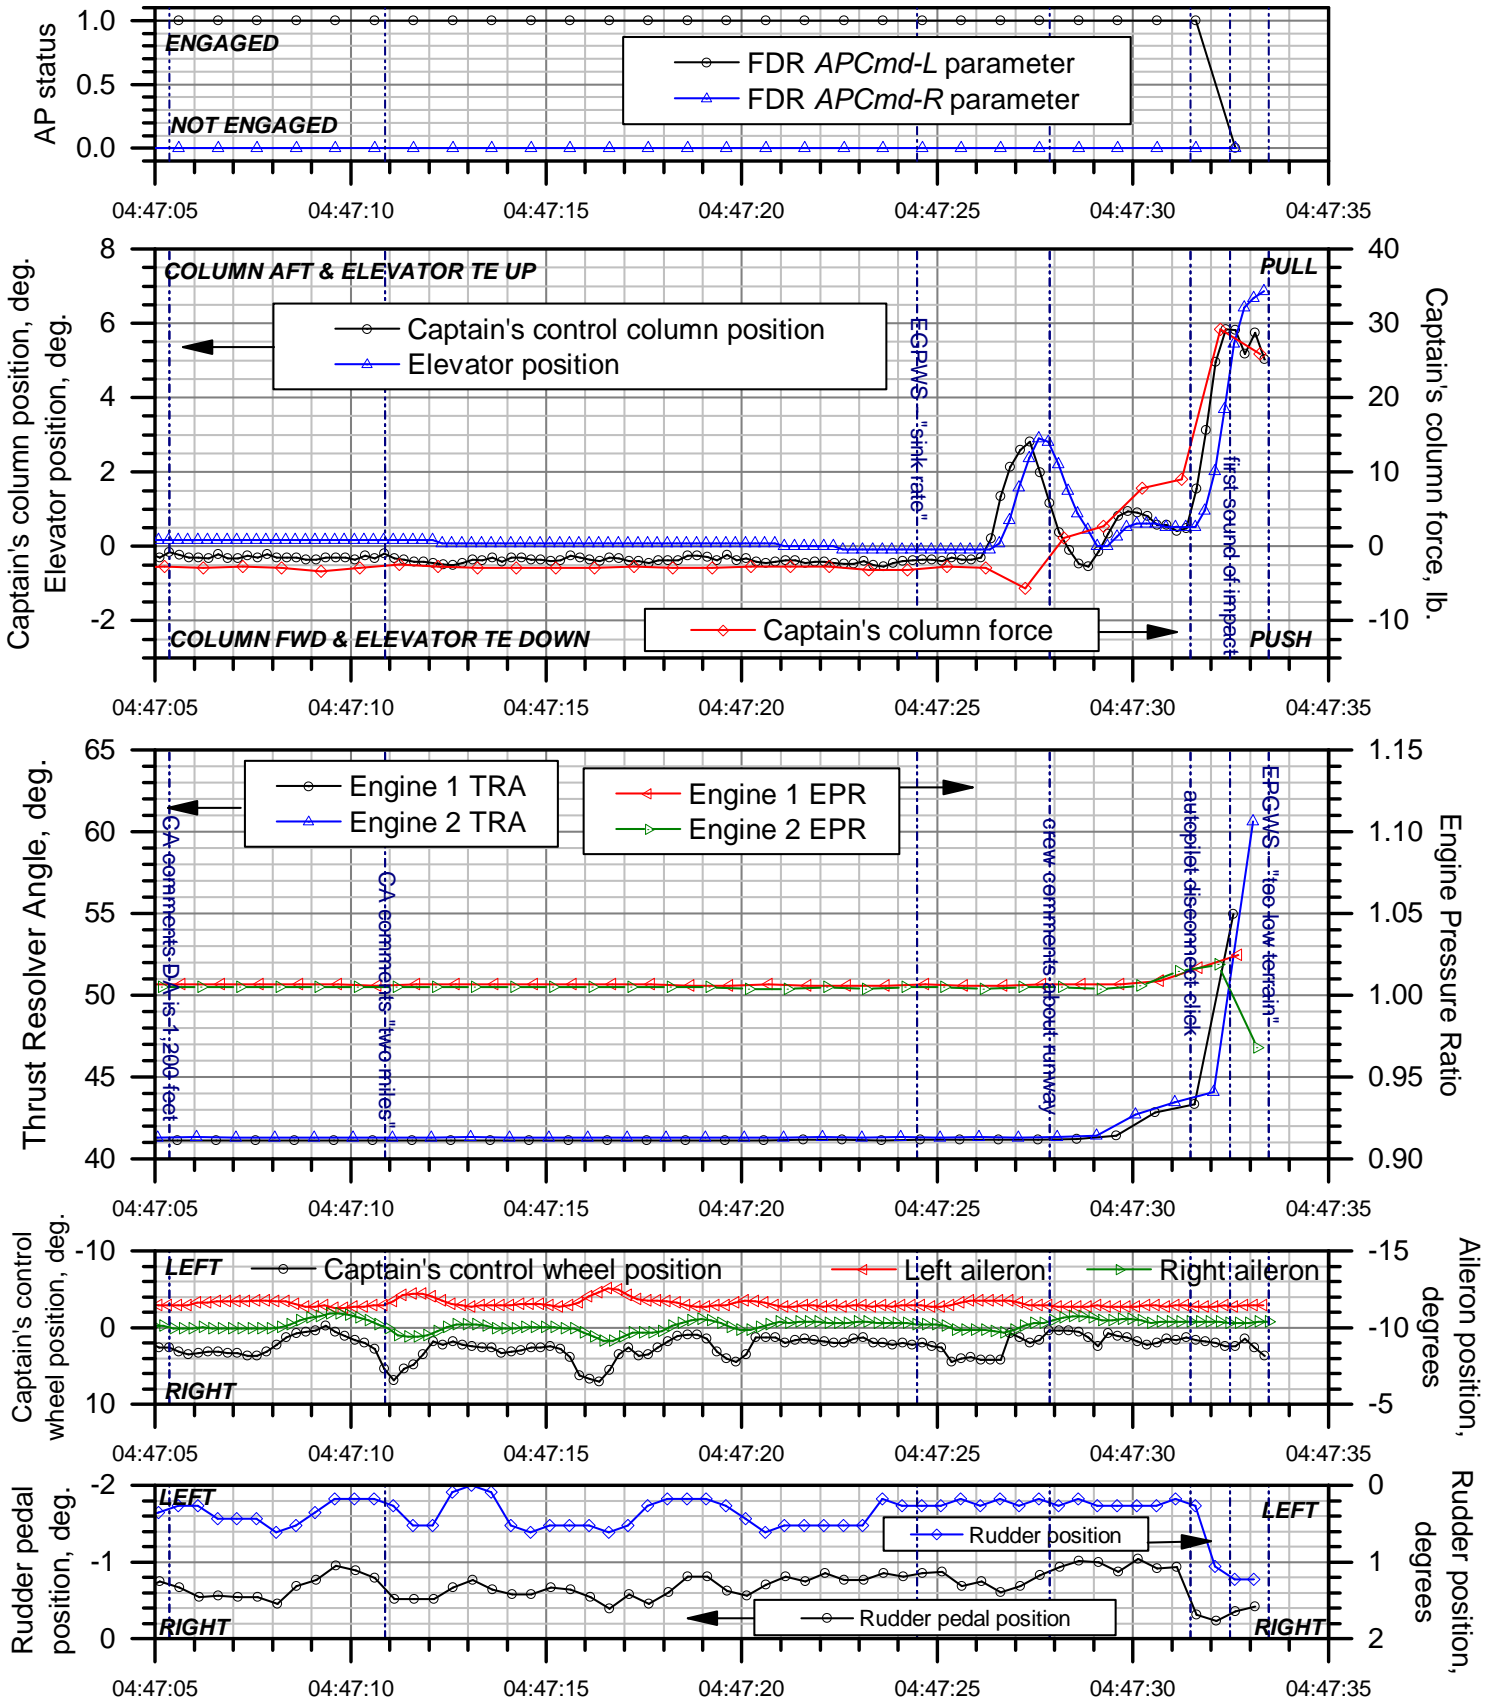 AP status
1.0
0.5
0.0
ENGAGED
NOT ENGAGED
FDR APCmd-L parameter
FDR APCmd-R parameter
04:47:05 04:47:10 04:47:15 04:47:20 04:47:25 04:47:30 04:47:35
Captain's column position, deg.
Elevator position, deg.
8
6
4
2
0
-2
COLUMN AFT & ELEVATOR TE UP
PULL
Captain's control column position
Elevator position
EGPWS - "sink rate"
first sound of impact
Captain's column force
COLUMN FWD & ELEVATOR TE DOWN
PUSH
40
30
20
10
0
-10
Captain's column force, lb.
04:47:05 04:47:10 04:47:15 04:47:20 04:47:25 04:47:30 04:47:35
Thrust Resolver Angle, deg.
65
60
55
50
45
40
Engine 1 TRA
Engine 2 TRA
Engine 1 EPR
Engine 2 EPR
CA comments DA is 1,200 feet
CA comments "two miles"
crew comments about runway
autopilot disconnect click
EPGWS - "too low terrain"
1.15
1.10
1.05
1.00
0.95
0.90
Engine Pressure Ratio
04:47:05 04:47:10 04:47:15 04:47:20 04:47:25 04:47:30 04:47:35
Captain's control
wheel position, deg.
-10
0
10
LEFT
Captain's control wheel position
Left aileron
Right aileron
RIGHT
-15
-10
-5
Aileron position,
degrees
04:47:05 04:47:10 04:47:15 04:47:20 04:47:25 04:47:30 04:47:35
Rudder pedal
position, deg.
-2
-1
0
LEFT
LEFT
Rudder position
Rudder pedal position
RIGHT
RIGHT
0
1
2
Rudder position,
degrees
04:47:05 04:47:10 04:47:15 04:47:20 04:47:25 04:47:30 04:47:35